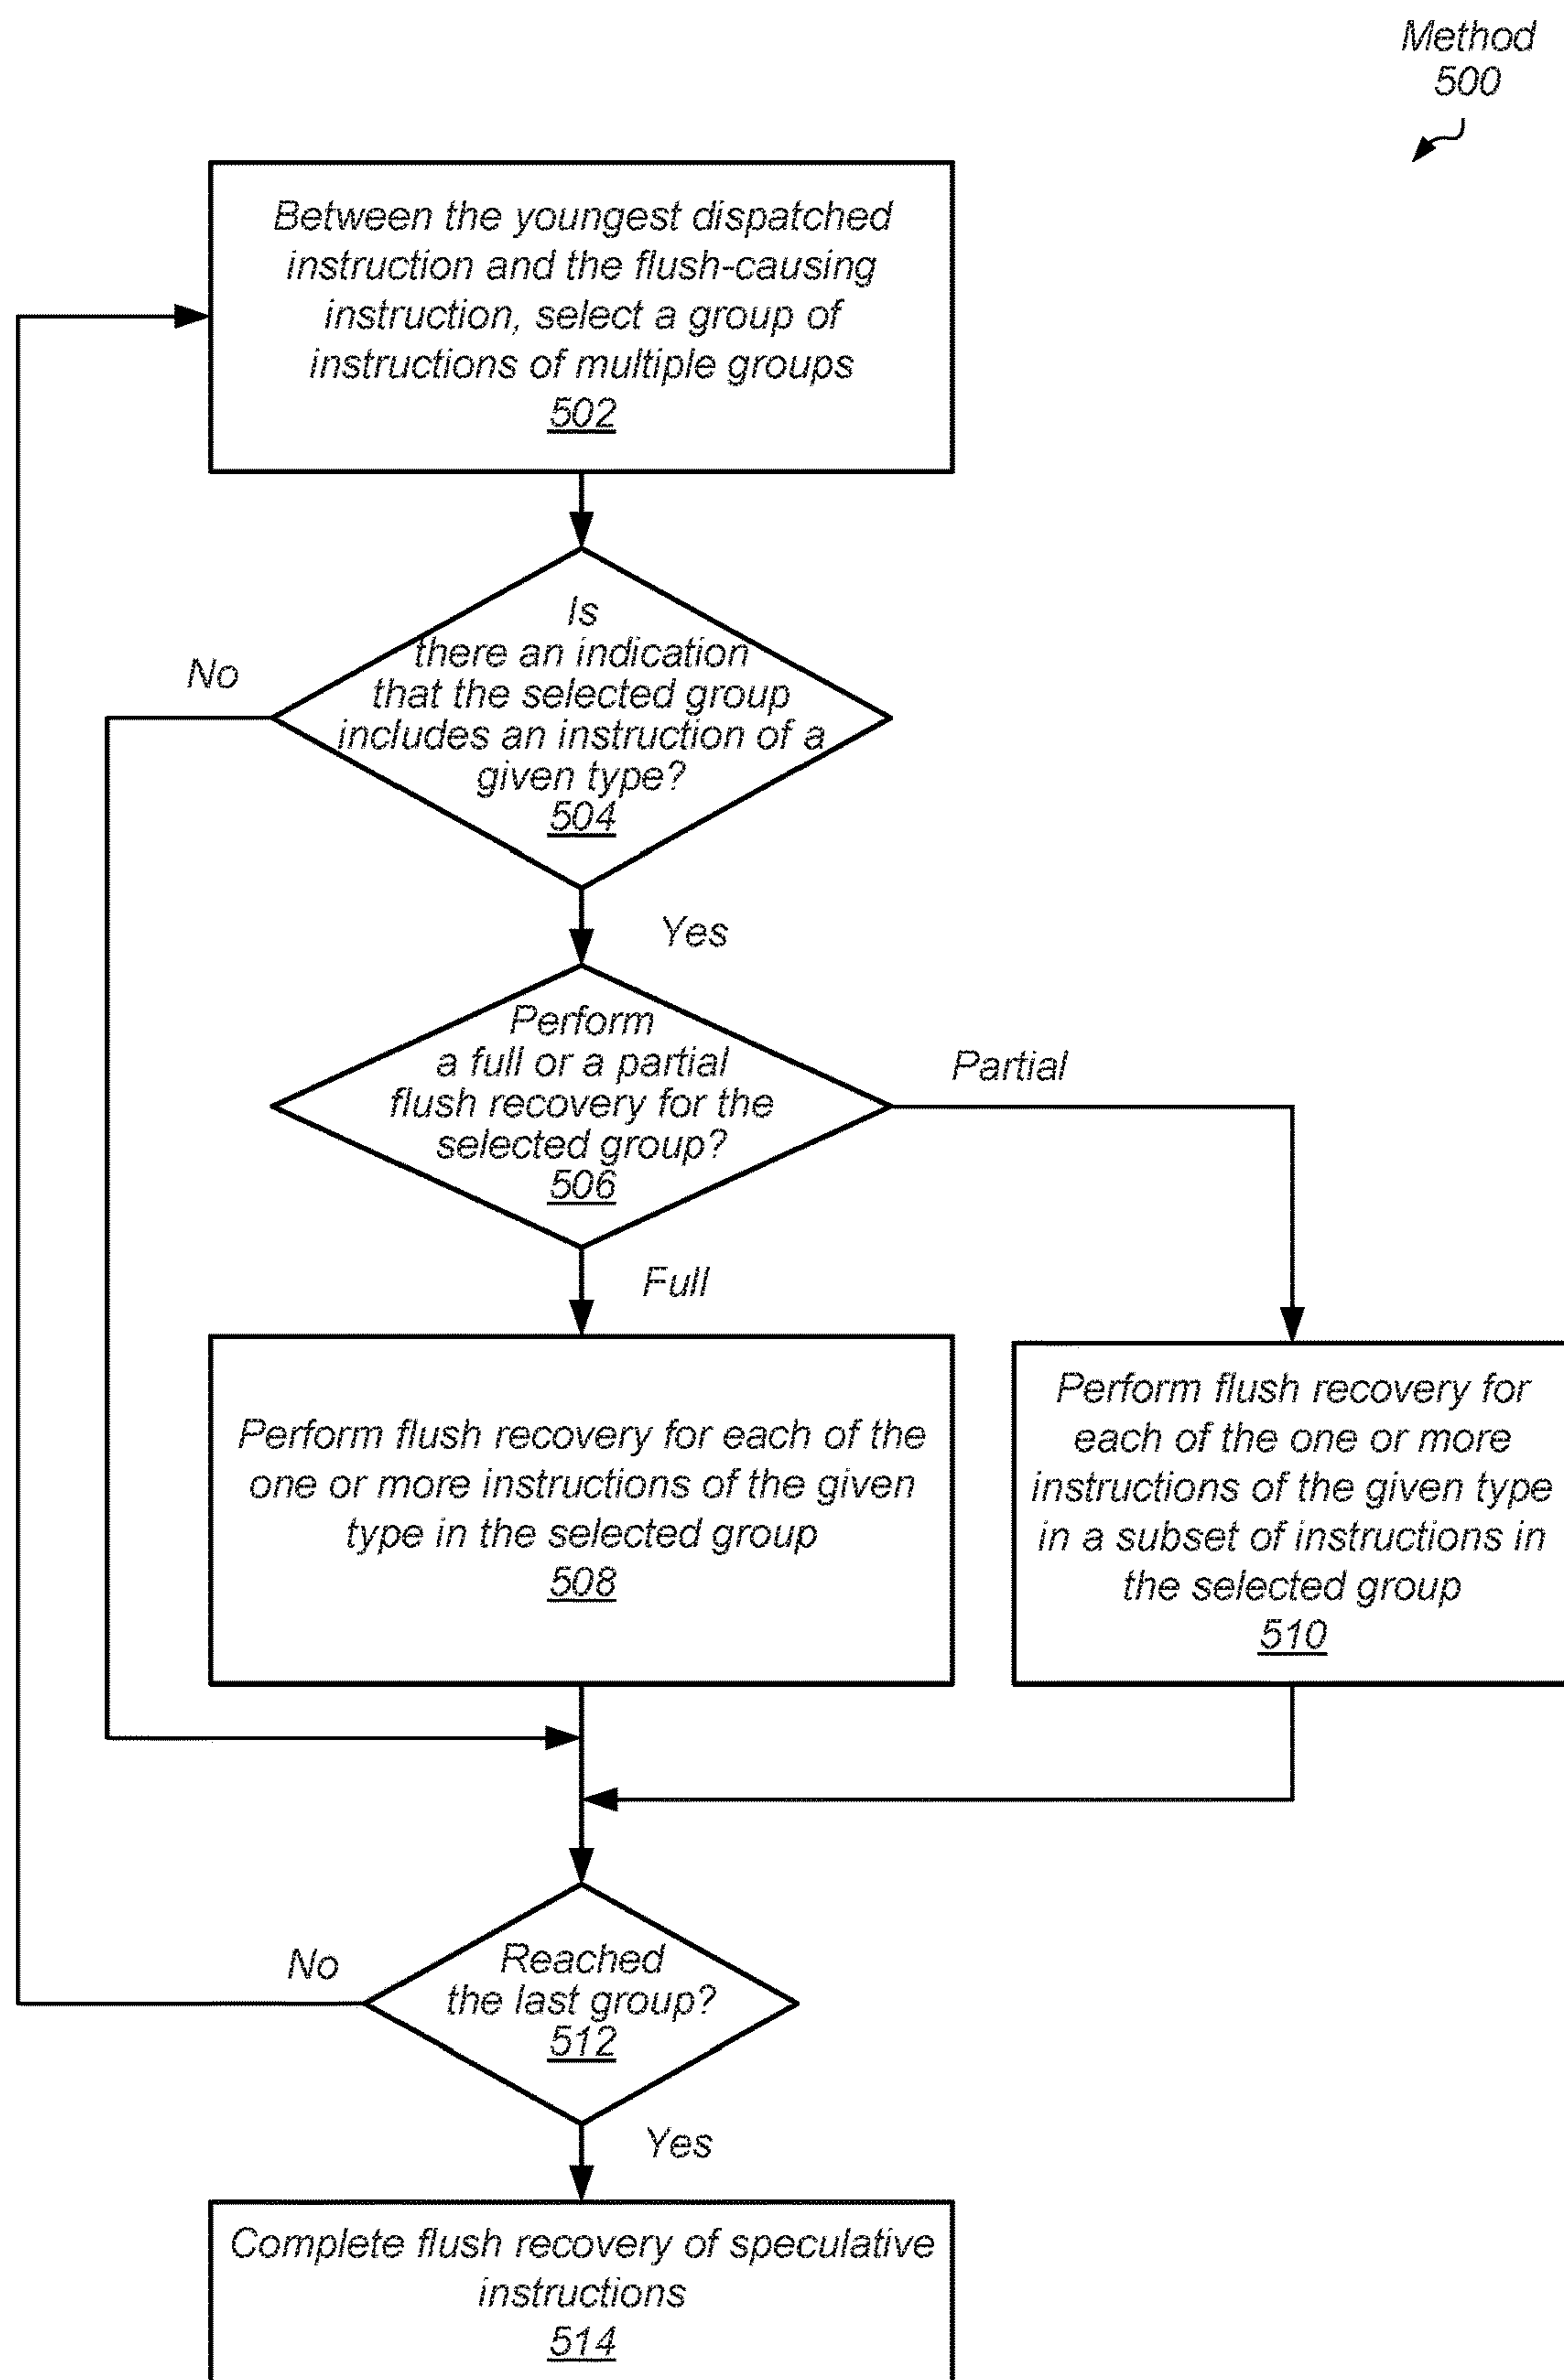 Method
500
Between the youngest dispatched
instruction and the flush-causing
instruction, select a group of
instructions of multiple groups
502
Is
there an indication
that the selected group
includes an instruction of a
given type?
504
No
Yes
Perform
a full or a partial
flush recovery for the
selected group?
506
Partial
Full
Perform flush recovery for each of the
one or more instructions of the given
type in the selected group
508
Perform flush recovery for
each of the one or more
instructions of the given type
in a subset of instructions in
the selected group
510
Reached
the last group?
512
No
Yes
Complete flush recovery of speculative
instructions
514